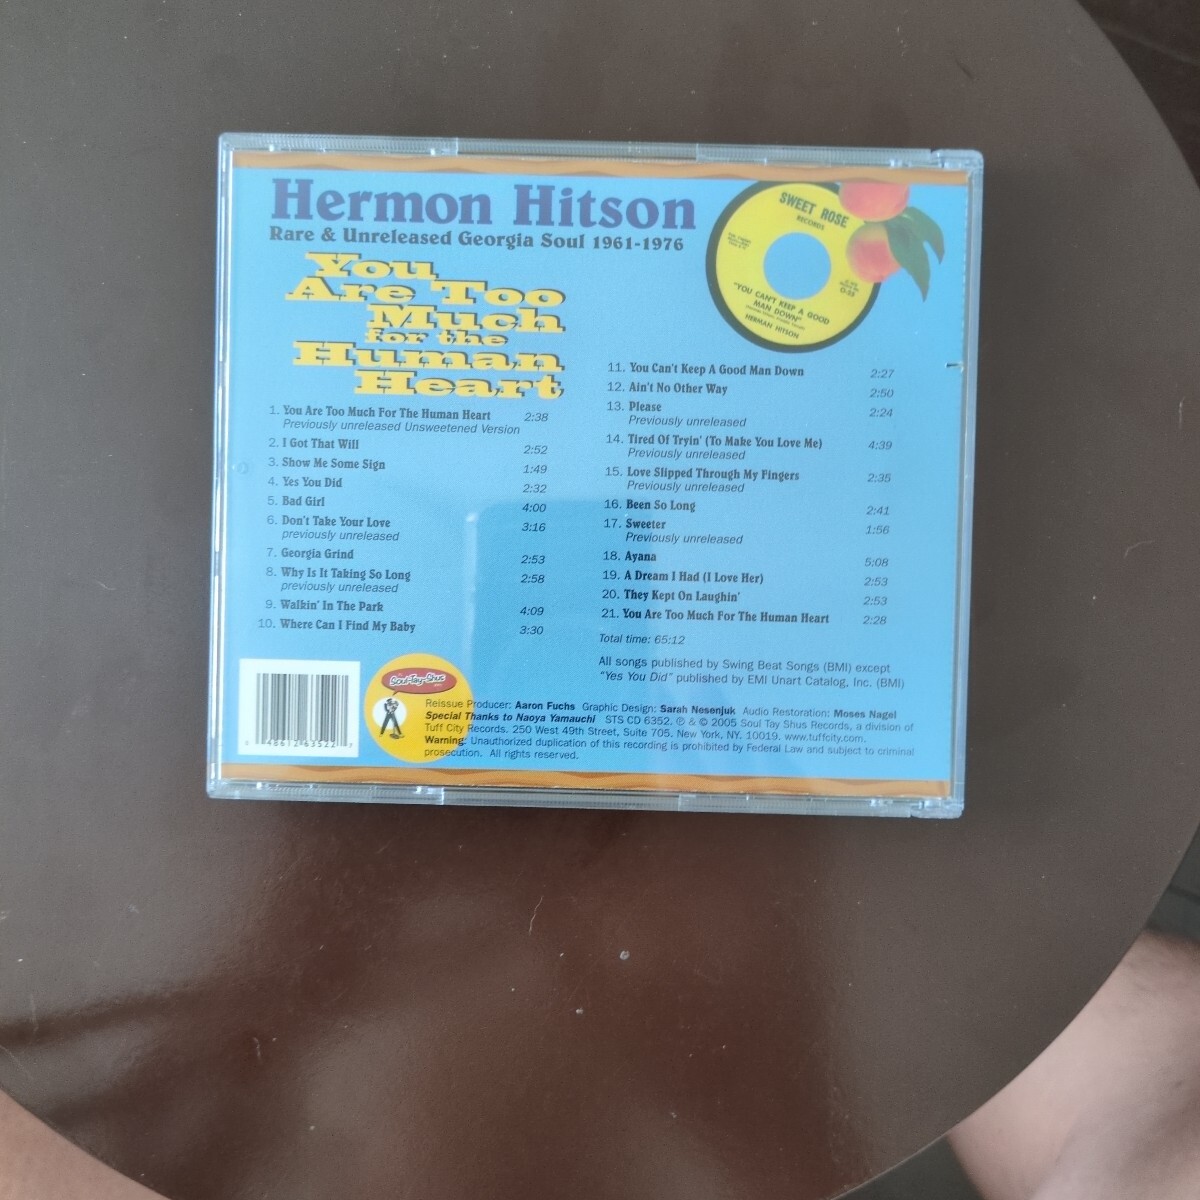 Hermon Hitson
Rare & Unreleased Georgia Soul 1961-1976
You
Are Too
Much
for the
Human
Heart
SWEET ROSE
RECORDS
"YOU CAN'T KEEP A GOOD
MAN DOWN"
HERMAN HITSON
1. You Are Too Much For The Human Heart 2:38
Previously unreleased Unsweetened Version
2. I Got That Will 2:52
3. Show Me Some Sign 1:49
4. Yes You Did 2:32
5. Bad Girl 4:00
6. Don't Take Your Love 3:16
previously unreleased
7. Georgia Grind 2:53
8. Why Is It Taking So Long 2:58
previously unreleased
9. Walkin' In The Park 4:09
10. Where Can I Find My Baby 3:30
11. You Can't Keep A Good Man Down 2:27
12. Ain't No Other Way 2:50
13. Please 2:24
Previously unreleased
14. Tired Of Tryin' (To Make You Love Me) 4:39
Previously unreleased
15. Love Slipped Through My Fingers 2:35
Previously unreleased
16. Been So Long 2:41
17. Sweeter 1:56
Previously unreleased
18. Ayana 5:08
19. A Dream I Had (I Love Her) 2:53
20. They Kept On Laughin' 2:53
21. You Are Too Much For The Human Heart 2:28
Total time: 65:12
All songs published by Swing Beat Songs (BMI) except
"Yes You Did" published by EMI Unart Catalog, Inc. (BMI)
Soul-Tay-Shus
Reissue Producer: Aaron Fuchs Graphic Design: Sarah Nesenjuk Audio Restoration: Moses Nagel
Special Thanks to Naoya Yamauchi STS CD 6352. ℗ & © 2005 Soul Tay Shus Records, a division of
Tuff City Records. 250 West 49th Street, Suite 705. New York, NY. 10019. www.tuffcity.com.
Warning: Unauthorized duplication of this recording is prohibited by Federal Law and subject to criminal
prosecution. All rights reserved.